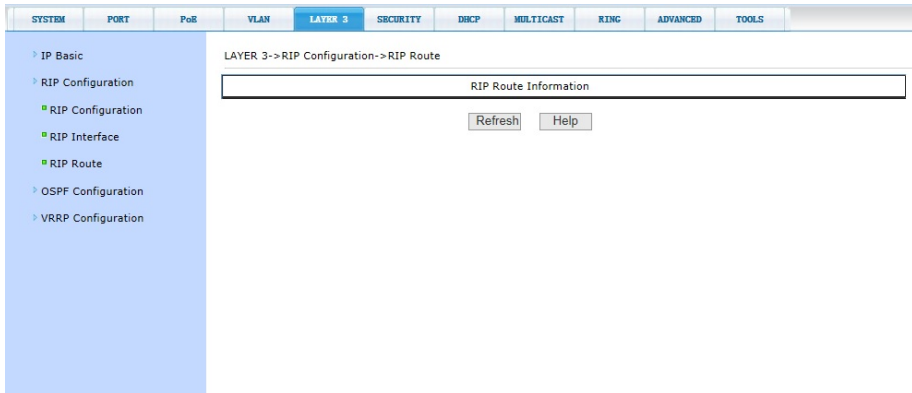 SYSTEM PORT PoE VLAN LAYER 3 SECURITY DHCP MULTICAST RING ADVANCED TOOLS
IP Basic
RIP Configuration
RIP Configuration
RIP Interface
RIP Route
OSPF Configuration
VRRP Configuration
LAYER 3->RIP Configuration->RIP Route
RIP Route Information
Refresh Help